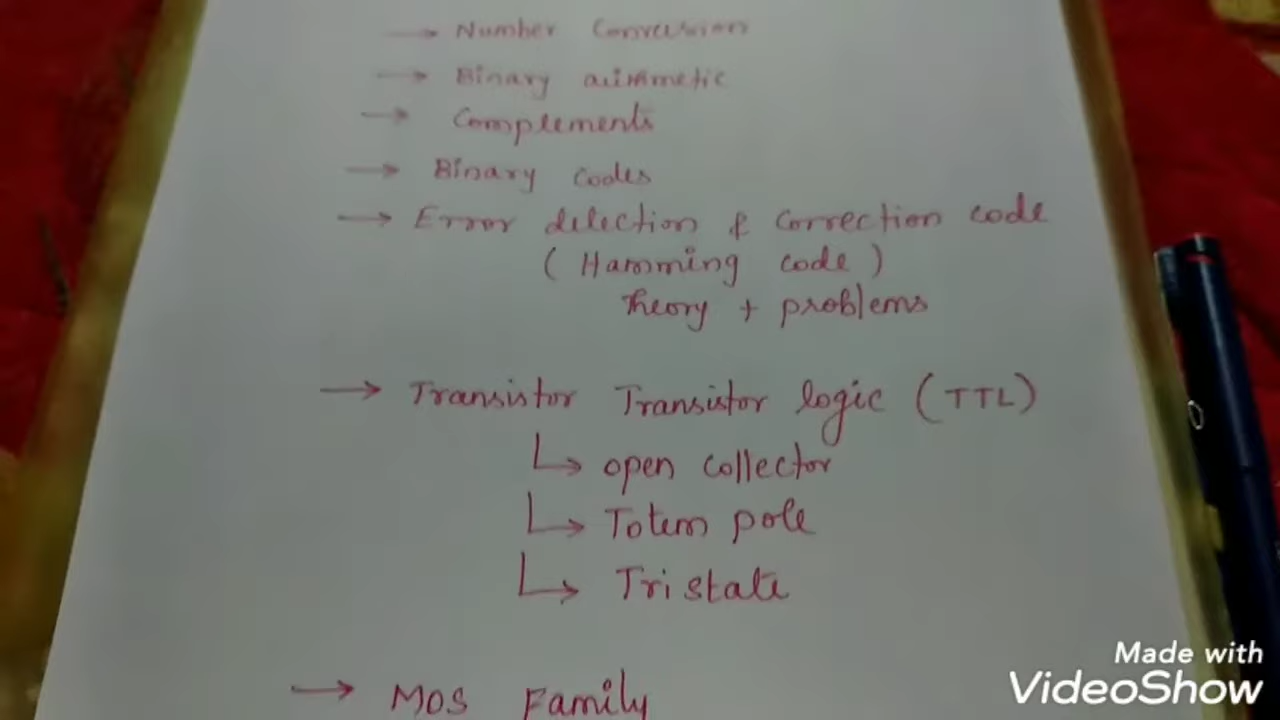 → Number Conversion
→ Binary arithmetic
→ Complements
→ Binary codes
→ Error detection & correction code
( Hamming code )
Theory + problems
→ Transistor Transistor logic (TTL)
↳ open collector
↳ Totem pole
↳ Tristate
→ MOS Family
Made with
VideoShow